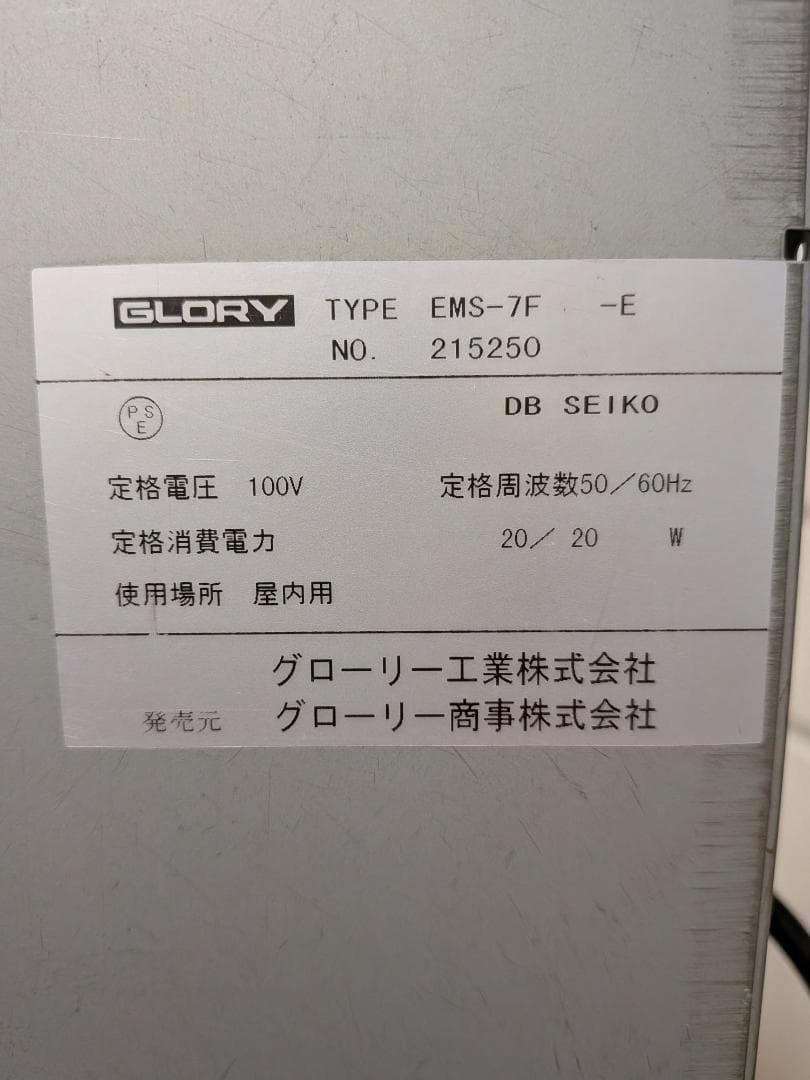 GLORY TYPE EMS-7F -E
NO. 215250
PSE DB SEIKO
定格電圧 100V 定格周波数50/60Hz
定格消費電力 20/ 20 W
使用場所 屋内用
グローリー工業株式会社
発売元 グローリー商事株式会社